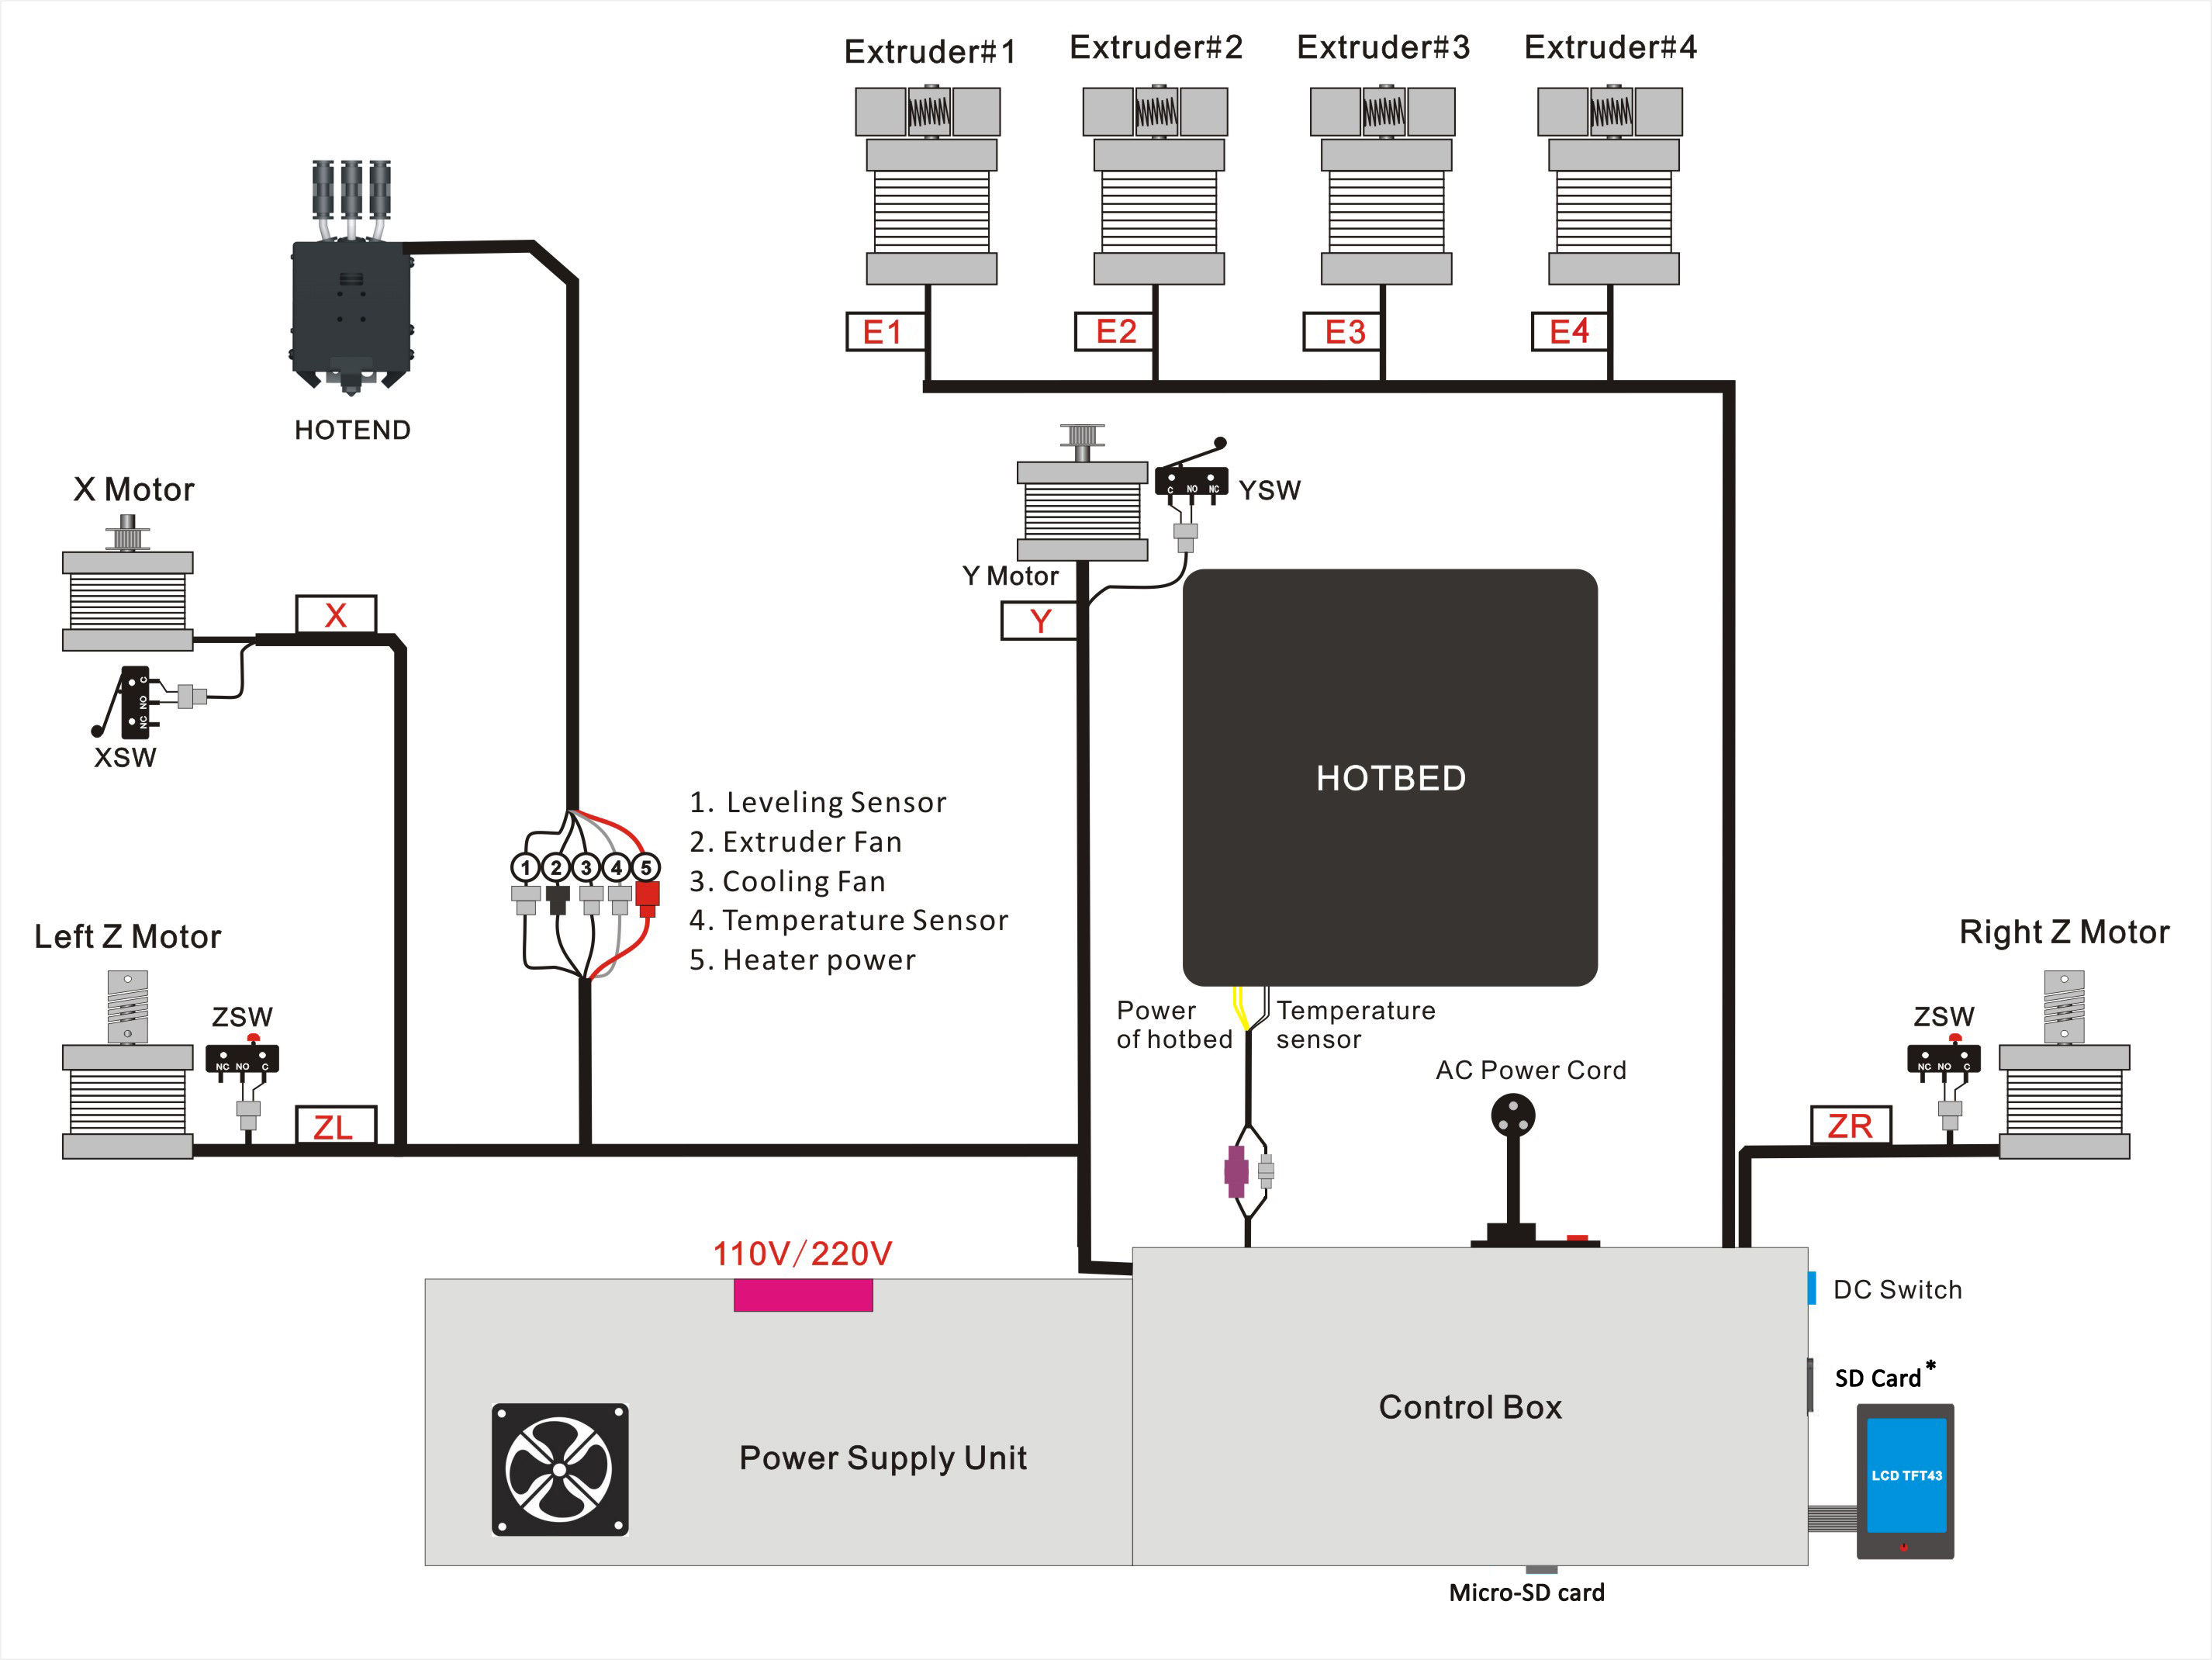 Extruder#1
Extruder#2
Extruder#3
Extruder#4
E1
E2
E3
E4
HOTEND
X Motor
X
C
NO
NC
XSW
C
NO
NC
YSW
Y Motor
Y
HOTBED
1
2
3
4
5
1. Leveling Sensor
2. Extruder Fan
3. Cooling Fan
4. Temperature Sensor
5. Heater power
Left Z Motor
ZSW
NC
NO
C
ZL
Power
of hotbed
Temperature
sensor
AC Power Cord
Right Z Motor
ZSW
NC
NO
C
ZR
110V/220V
Power Supply Unit
Control Box
DC Switch
SD Card*
LCD TFT43
Micro-SD card